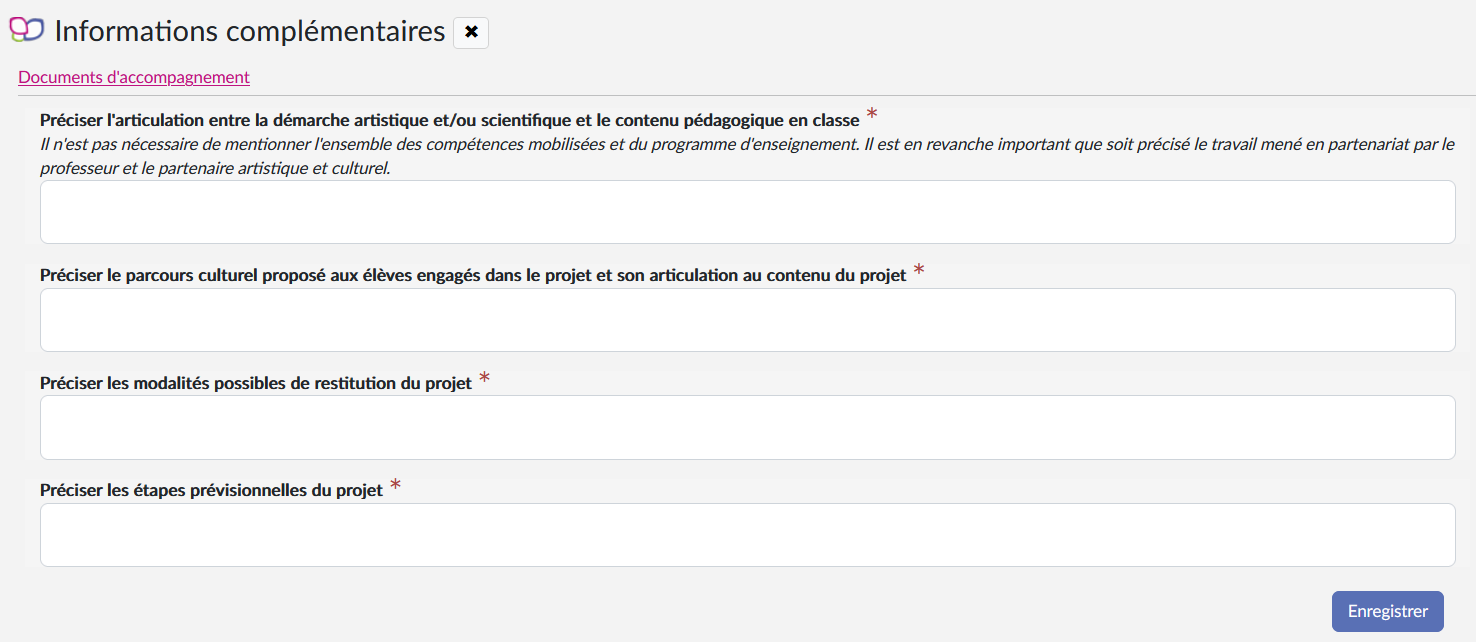 Informations complémentaires ✖
Documents d'accompagnement
Préciser l'articulation entre la démarche artistique et/ou scientifique et le contenu pédagogique en classe *
Il n'est pas nécessaire de mentionner l'ensemble des compétences mobilisées et du programme d'enseignement. Il est en revanche important que soit précisé le travail mené en partenariat par le
professeur et le partenaire artistique et culturel.
Préciser le parcours culturel proposé aux élèves engagés dans le projet et son articulation au contenu du projet *
Préciser les modalités possibles de restitution du projet *
Préciser les étapes prévisionnelles du projet *
Enregistrer